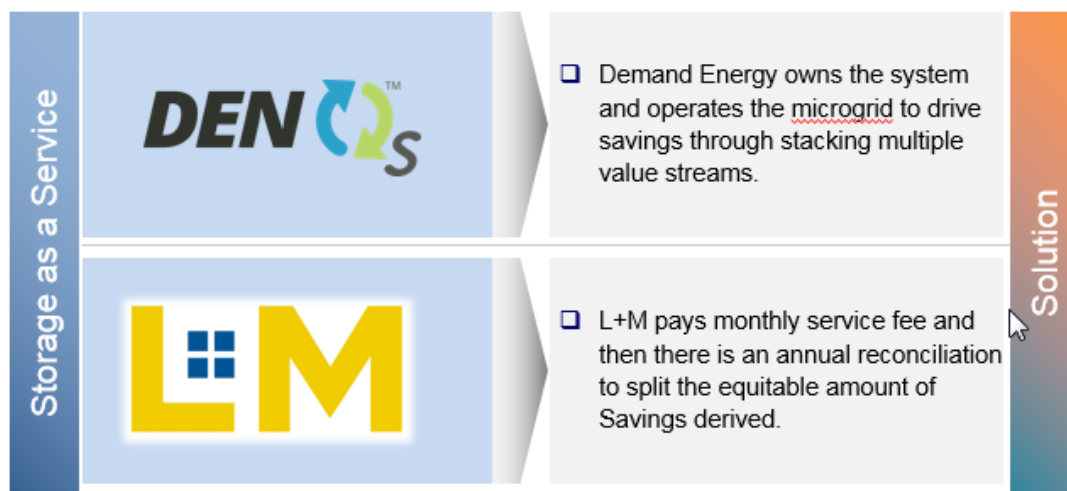 Storage as a Service
DEN S™
Demand Energy owns the system
and operates the microgrid to drive
savings through stacking multiple
value streams.
L+M
L+M pays monthly service fee and
then there is an annual reconciliation
to split the equitable amount of
Savings derived.
Solution